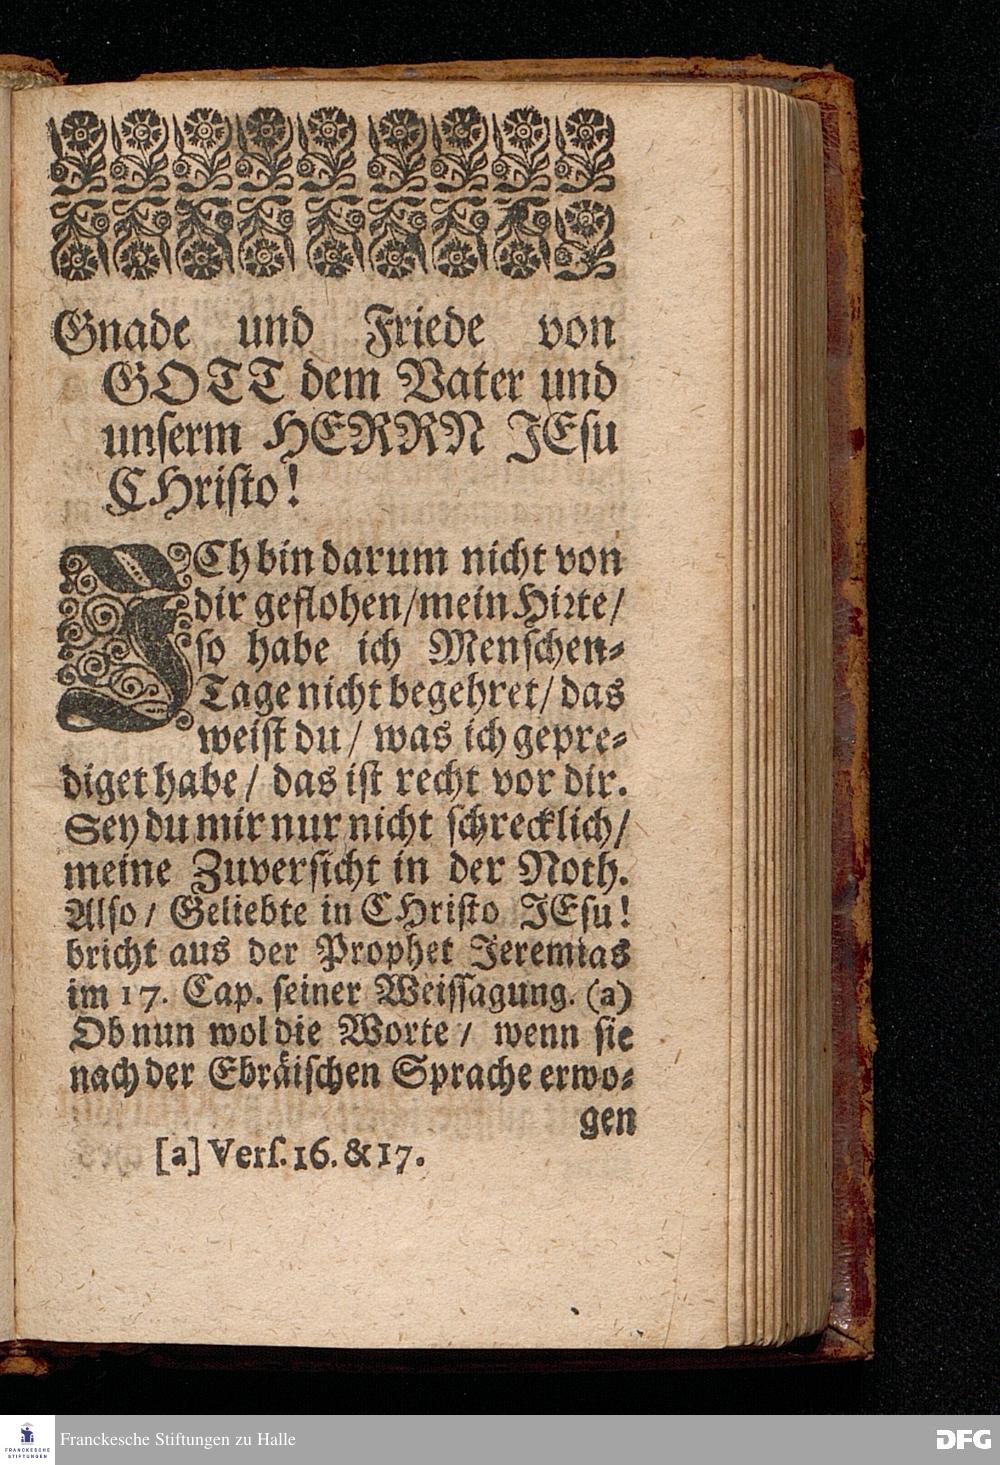 Gnade und Friede von
GOTT dem Vater und
unserm HERRN JEsu
CHristo!
ICh bin darum nicht von
dir geflohen/mein Hirte/
so habe ich Menschen-
Tage nicht begehret/ das
weist du/ was ich gepre-
diget habe/ das ist recht vor dir.
Sey du mir nur nicht schrecklich/
meine Zuversicht in der Noth.
Also/ Geliebte in CHristo JEsu!
bricht aus der Prophet Jeremias
im 17. Cap. seiner Weissagung. (a)
Ob nun wol die Worte/ wenn sie
nach der Ebräischen Sprache erwo-
gen
[a] Vers. 16. & 17.
FRANCKESCHE
STIFTUNGEN
Franckesche Stiftungen zu Halle
DFG